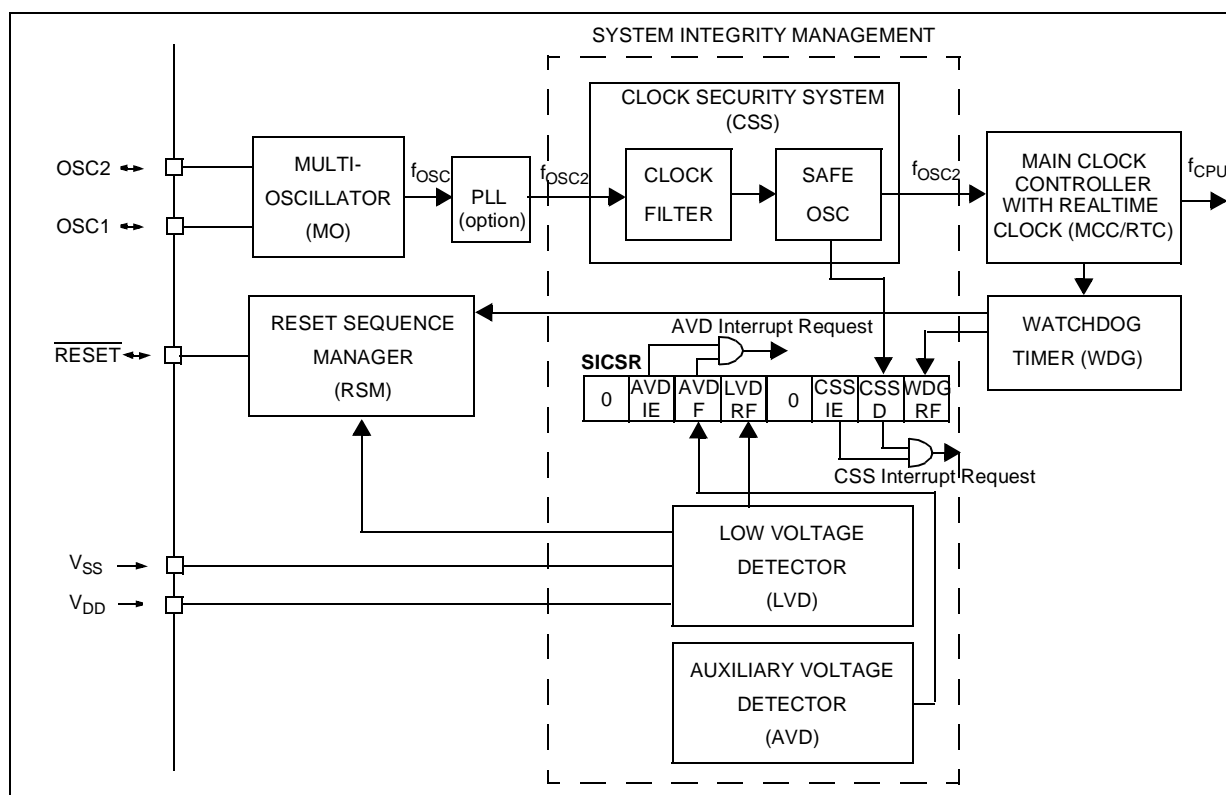 SYSTEM INTEGRITY MANAGEMENT
CLOCK SECURITY SYSTEM
(CSS)
OSC2
OSC1
MULTI-
OSCILLATOR
(MO)
fOSC
PLL
(option)
fOSC2
CLOCK
FILTER
SAFE
OSC
fOSC2
MAIN CLOCK
CONTROLLER
WITH REALTIME
CLOCK (MCC/RTC)
fCPU
RESET
RESET SEQUENCE
MANAGER
(RSM)
AVD Interrupt Request
WATCHDOG
TIMER (WDG)
SICSR
0
AVD
IE
AVD
F
LVD
RF
0
CSS
IE
CSS
D
WDG
RF
CSS Interrupt Request
VSS
VDD
LOW VOLTAGE
DETECTOR
(LVD)
AUXILIARY VOLTAGE
DETECTOR
(AVD)